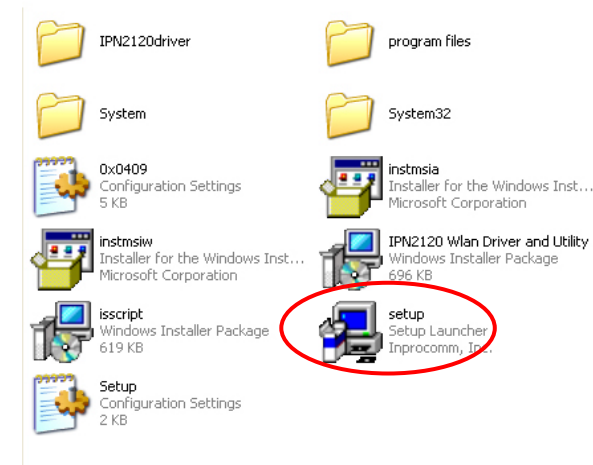 IPN2120driver
program files
System
System32
0x0409
Configuration Settings
5 KB
instmsia
Installer for the Windows Inst...
Microsoft Corporation
instmsiw
Installer for the Windows Inst...
Microsoft Corporation
IPN2120 Wlan Driver and Utility
Windows Installer Package
696 KB
isscript
Windows Installer Package
619 KB
setup
Setup Launcher
Inprocomm, Inc.
Setup
Configuration Settings
2 KB